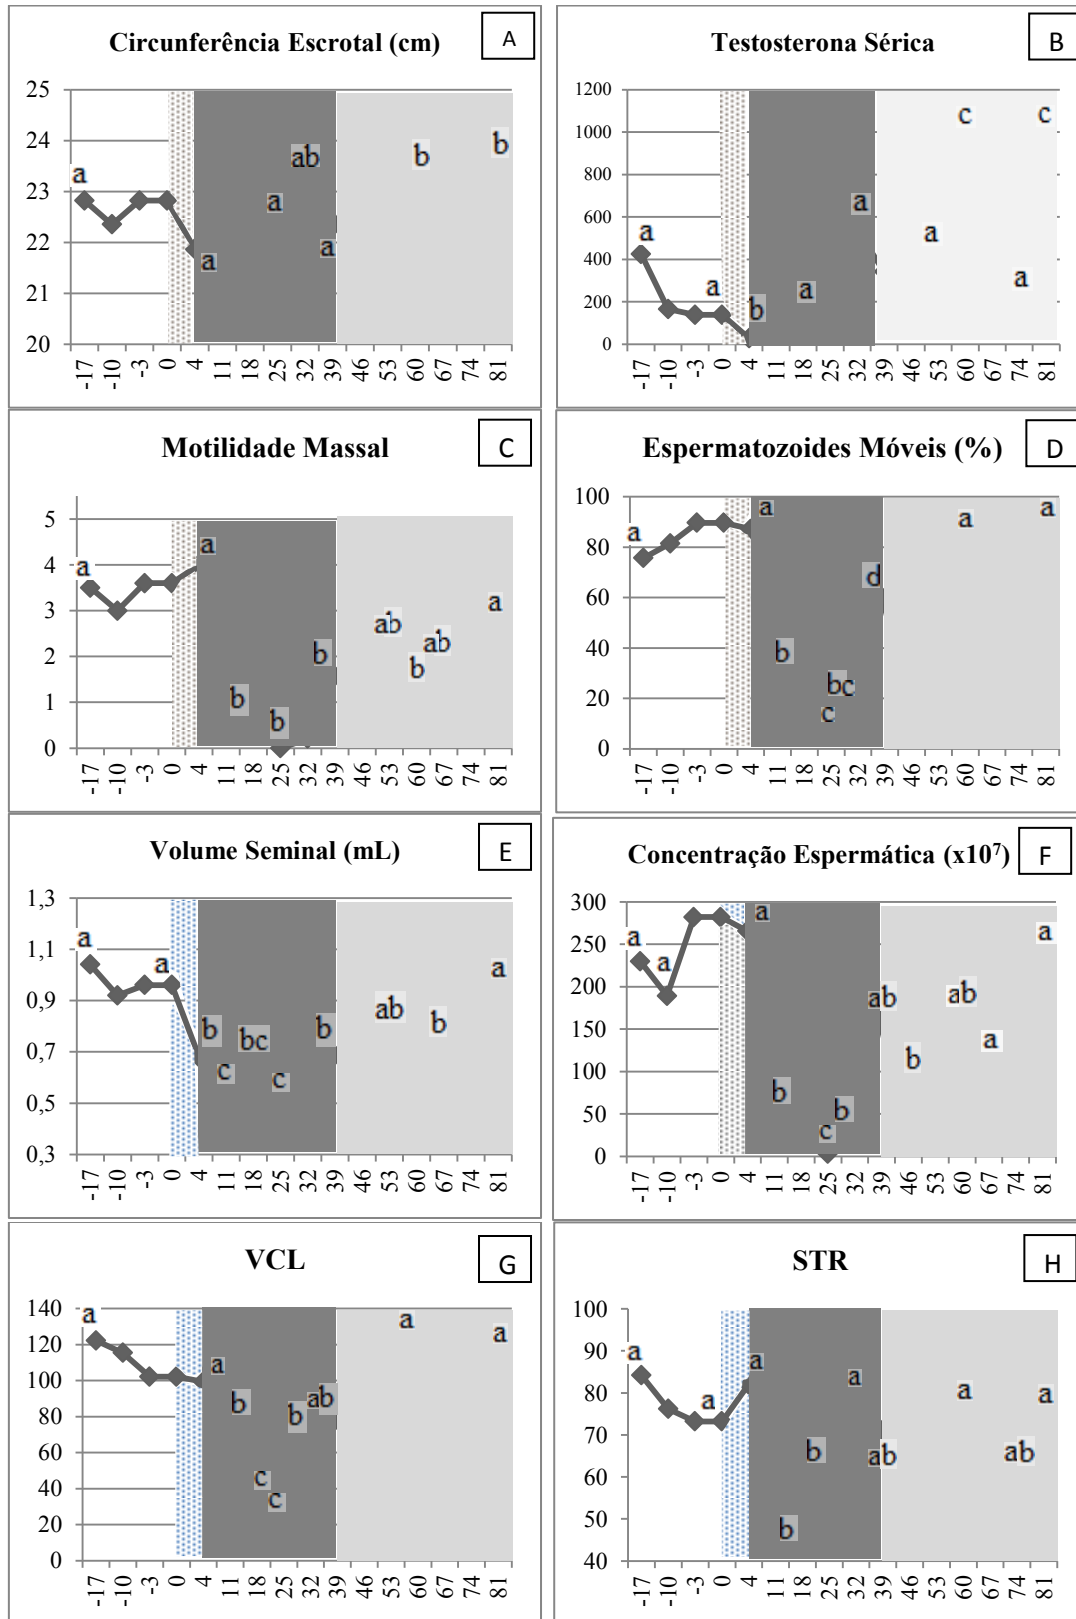 Circunferência Escrotal (cm)
A
25
24
23
22
21
20
a
a
a
ab
a
b
b
-17 -10 -3 0 4 11 25 32 39 53 60 67 74 81
Testosterona Sérica
B
1200
1000
800
600
400
200
0
a
a
b
a
a
a
c
a
c
-17 -10 -3 0 4 11 18 25 32 39 46 53 60 67 74 81
Motilidade Massal
C
5
4
3
2
1
0
a
a
b
b
b
ab
b
ab
a
-17 -10 -3 0 4 11 18 25 32 39 46 53 60 67 74 81
Espermatozoides Móveis (%)
D
100
80
60
40
20
0
a
a
b
c
bc
d
a
a
-17 -10 -3 0 4 11 18 25 32 39 46 53 60 67 74 81
Volume Seminal (mL)
E
1,3
1,1
0,9
0,7
0,5
0,3
a
a
b
c
bc
c
b
ab
b
a
-17 -10 -3 0 4 11 18 25 32 39 46 53 60 67 74 81
Concentração Espermática (x10⁷)
F
300
250
200
150
100
50
0
a
a
a
b
c
b
ab
b
ab
a
a
-17 -10 -3 0 4 11 18 25 32 39 46 53 60 67 74 81
VCL
G
140
120
100
80
60
40
20
0
a
a
b
c
c
b
ab
a
a
-17 -10 -3 0 4 11 18 25 32 39 46 53 60 67 74 81
STR
H
100
90
80
70
60
50
40
a
a
a
b
b
a
ab
a
ab
a
-17 -10 -3 0 4 11 18 25 32 39 46 53 60 67 74 81